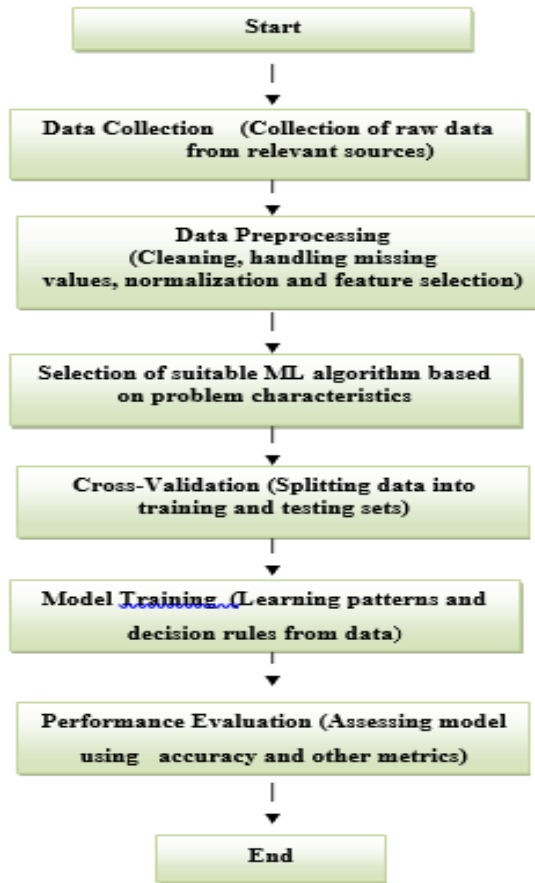 Start
Data Collection (Collection of raw data
from relevant sources)
Data Preprocessing
(Cleaning, handling missing
values, normalization and feature selection)
Selection of suitable ML algorithm based
on problem characteristics
Cross-Validation (Splitting data into
training and testing sets)
Model Training (Learning patterns and
decision rules from data)
Performance Evaluation (Assessing model
using accuracy and other metrics)
End